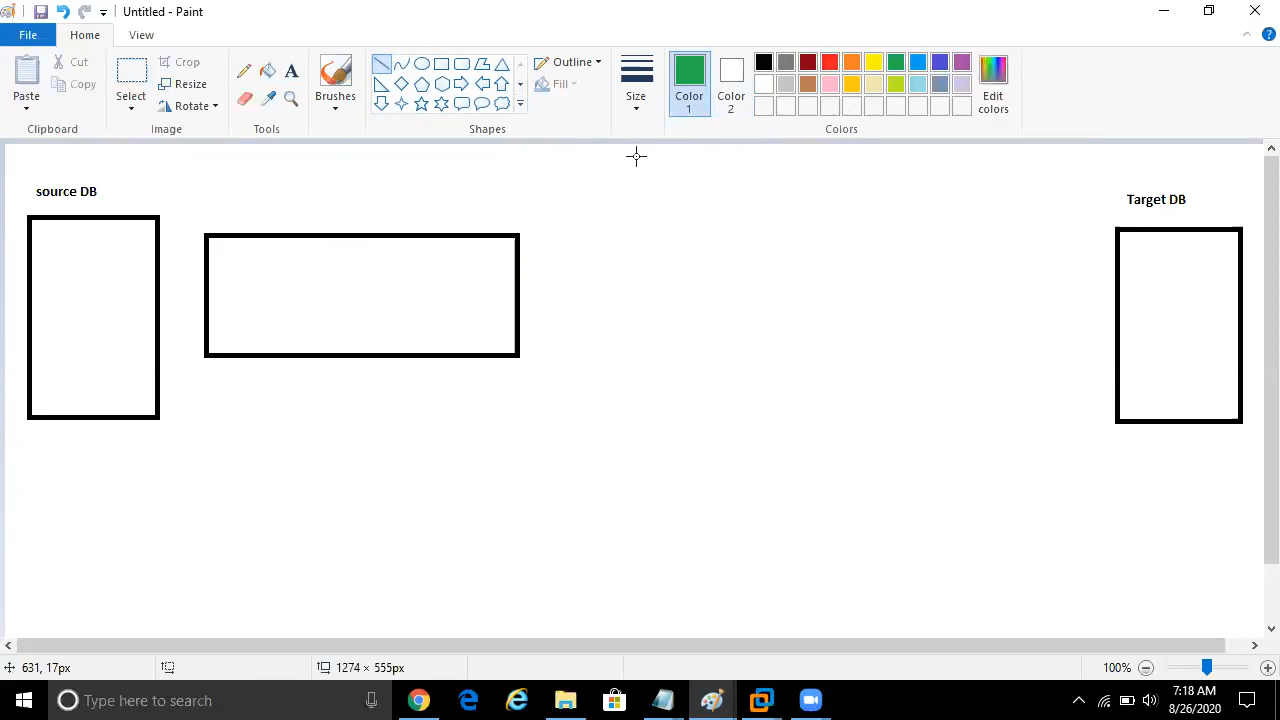 Untitled - Paint
File
Home
View
Paste
Cut
Copy
Clipboard
Select
Crop
Resize
Rotate
Image
Tools
Brushes
Shapes
Outline
Fill
Size
Color 1
Color 2
Edit colors
Colors
source DB
Target DB
631, 17px
1274 × 555px
100%
Type here to search
7:18 AM
8/26/2020